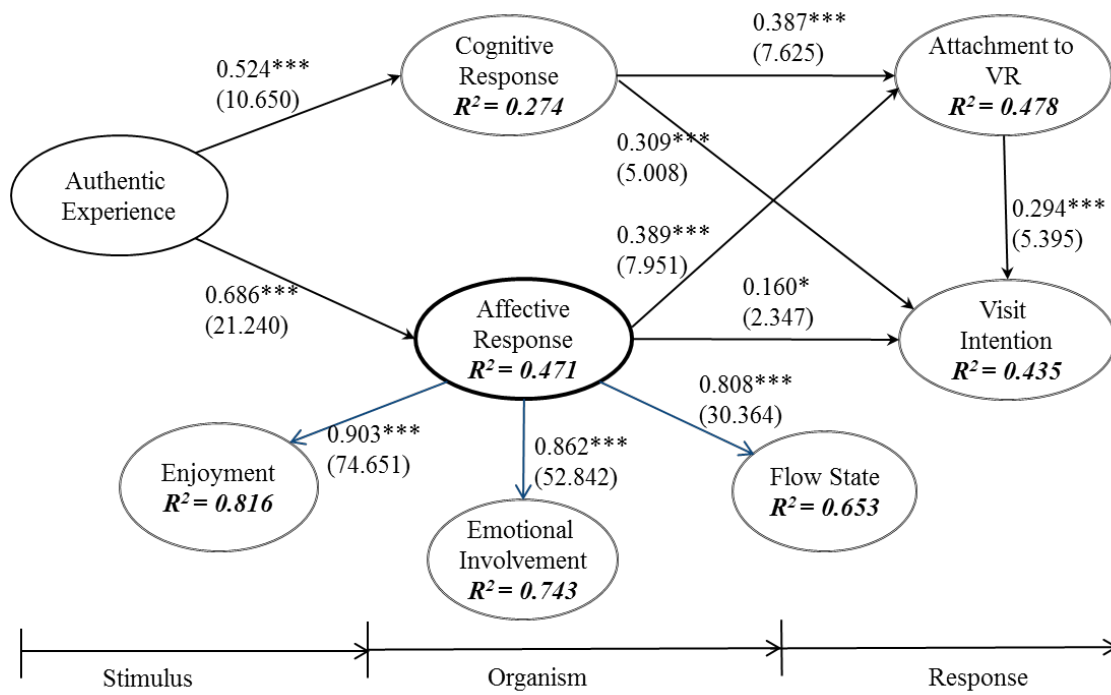 0.524***
(10.650)
Cognitive
Response
R² = 0.274
0.387***
(7.625)
Attachment to
VR
R² = 0.478
Authentic
Experience
0.309***
(5.008)
0.294***
(5.395)
0.389***
(7.951)
0.686***
(21.240)
Affective
Response
R² = 0.471
0.160*
(2.347)
Visit
Intention
R² = 0.435
0.903***
(74.651)
0.862***
(52.842)
0.808***
(30.364)
Enjoyment
R² = 0.816
Emotional
Involvement
R² = 0.743
Flow State
R² = 0.653
Stimulus
Organism
Response